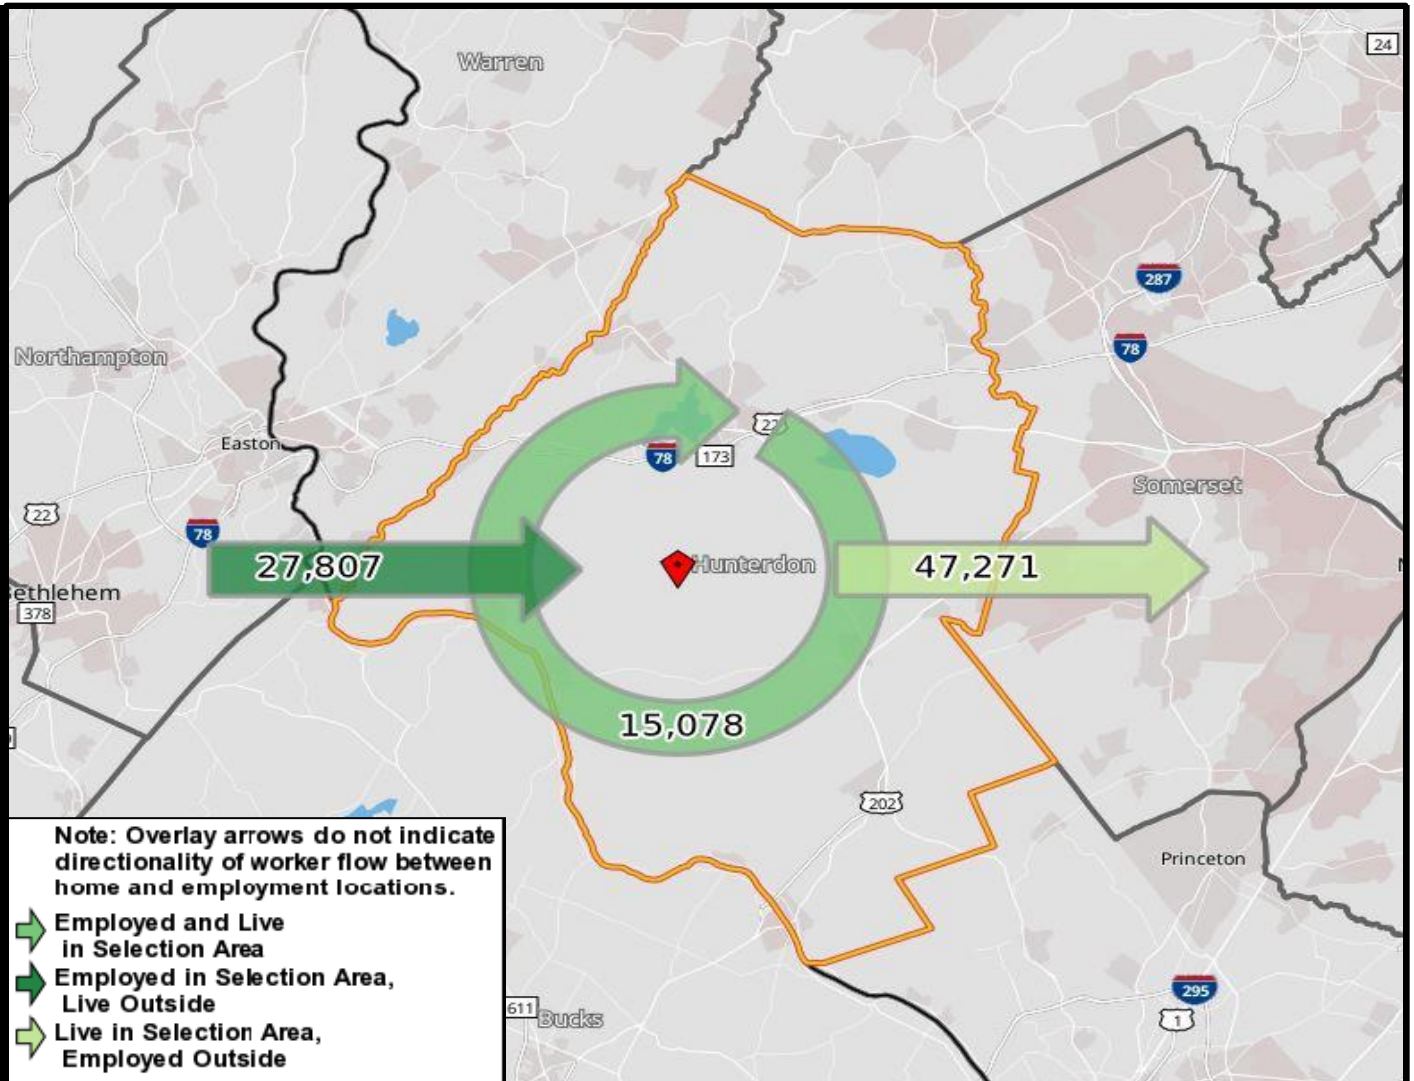 24
Warren
287
78
Northampton
Easton
22
78
173
Somerset
22
78
27,807
Hunterdon
47,271
ethlehem
378
15,078
202
Princeton
Note: Overlay arrows do not indicate
directionality of worker flow between
home and employment locations.
Employed and Live
in Selection Area
Employed in Selection Area,
Live Outside
Live in Selection Area,
Employed Outside
295
611
Bucks
1